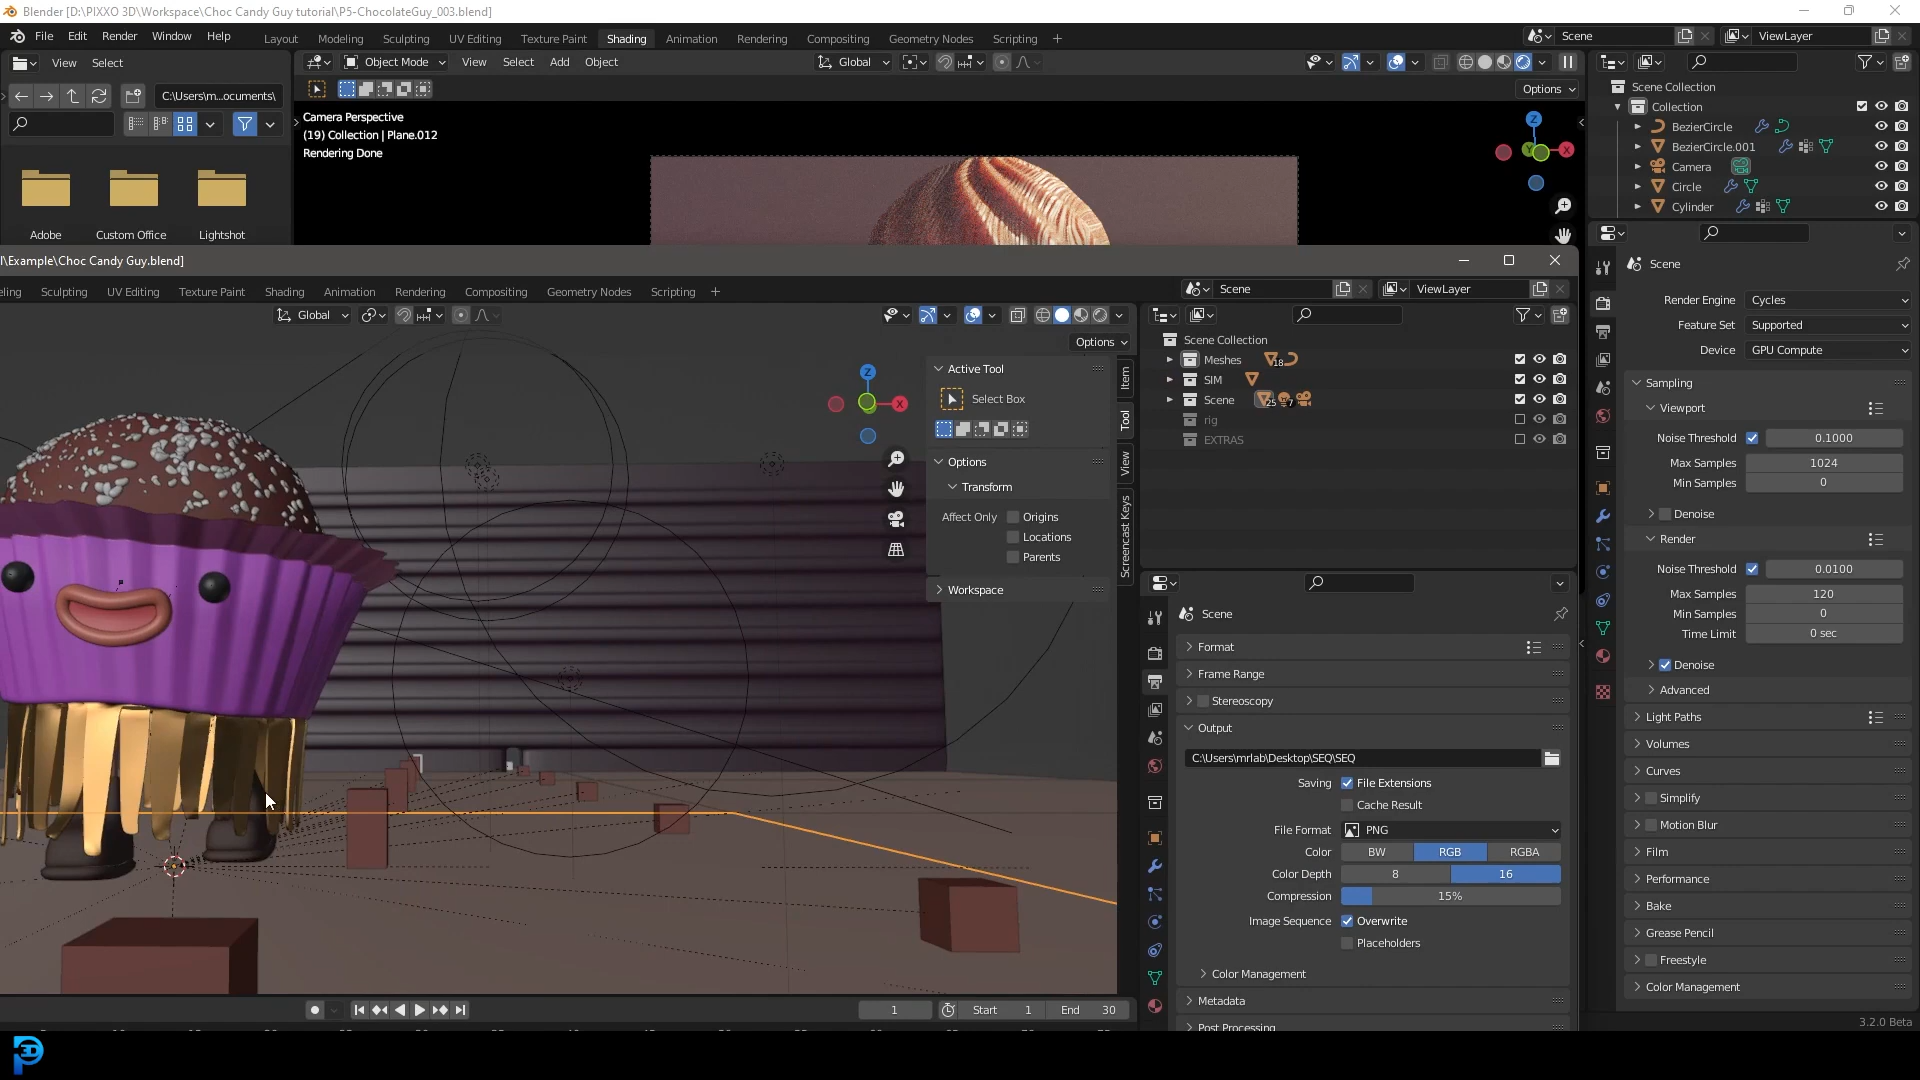 Blender [D:\PIXXO 3D\Workspace\Choc Candy Guy tutorial\P5-ChocolateGuy_003.blend]
File Edit Render Window Help Layout Modeling Sculpting UV Editing Texture Paint Shading Animation Rendering Compositing Geometry Nodes Scripting + Scene ViewLayer
View Select Object Mode View Select Add Object Global
C:\Users\m...ocuments\ Options
Camera Perspective
(19) Collection | Plane.012
Rendering Done
Adobe Custom Office Lightshot
Scene Collection
Collection
BezierCircle
BezierCircle.001
Camera
Circle
Cylinder
l\Example\Choc Candy Guy.blend]
eling Sculpting UV Editing Texture Paint Shading Animation Rendering Compositing Geometry Nodes Scripting + Scene ViewLayer
Global
Options
Active Tool
Select Box
Options
Transform
Affect Only Origins
Locations
Parents
Workspace
Item
Tool
View
Screencast Keys
Z
X
Y
Z
X
Scene Collection
Meshes 18
SIM
Scene 25 7
rig
EXTRAS
Scene
Format
Frame Range
Stereoscopy
Output
C:\Users\mrlab\Desktop\SEQ\SEQ
Saving File Extensions
Cache Result
File Format PNG
Color BW RGB RGBA
Color Depth 8 16
Compression 15%
Image Sequence Overwrite
Placeholders
Color Management
Metadata
Post Processing
1 Start 1 End 30
Scene
Render Engine Cycles
Feature Set Supported
Device GPU Compute
Sampling
Viewport
Noise Threshold 0.1000
Max Samples 1024
Min Samples 0
Denoise
Render
Noise Threshold 0.0100
Max Samples 120
Min Samples 0
Time Limit 0 sec
Denoise
Advanced
Light Paths
Volumes
Curves
Simplify
Motion Blur
Film
Performance
Bake
Grease Pencil
Freestyle
Color Management
3.2.0 Beta
3D